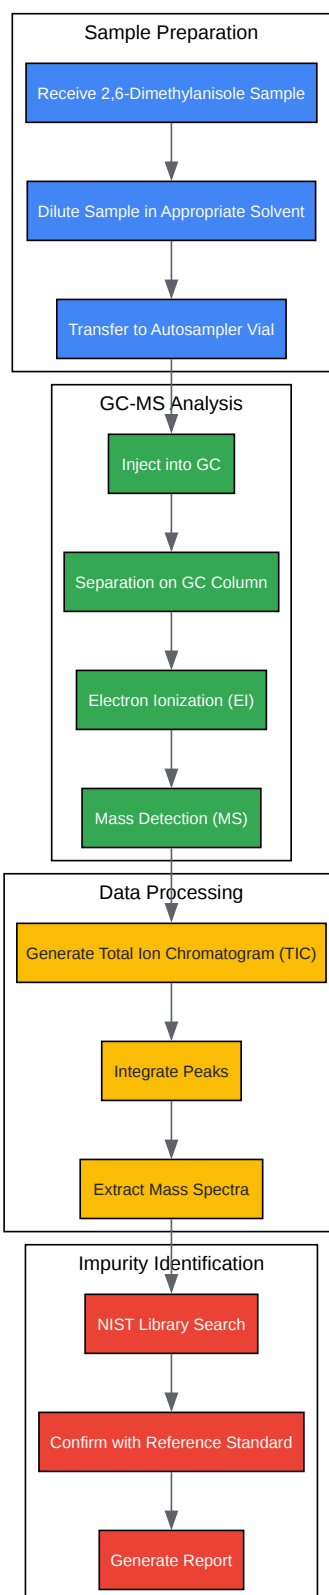 Sample Preparation
Receive 2,6-Dimethylanisole Sample
Dilute Sample in Appropriate Solvent
Transfer to Autosampler Vial
GC-MS Analysis
Inject into GC
Separation on GC Column
Electron Ionization (EI)
Mass Detection (MS)
Data Processing
Generate Total Ion Chromatogram (TIC)
Integrate Peaks
Extract Mass Spectra
Impurity Identification
NIST Library Search
Confirm with Reference Standard
Generate Report